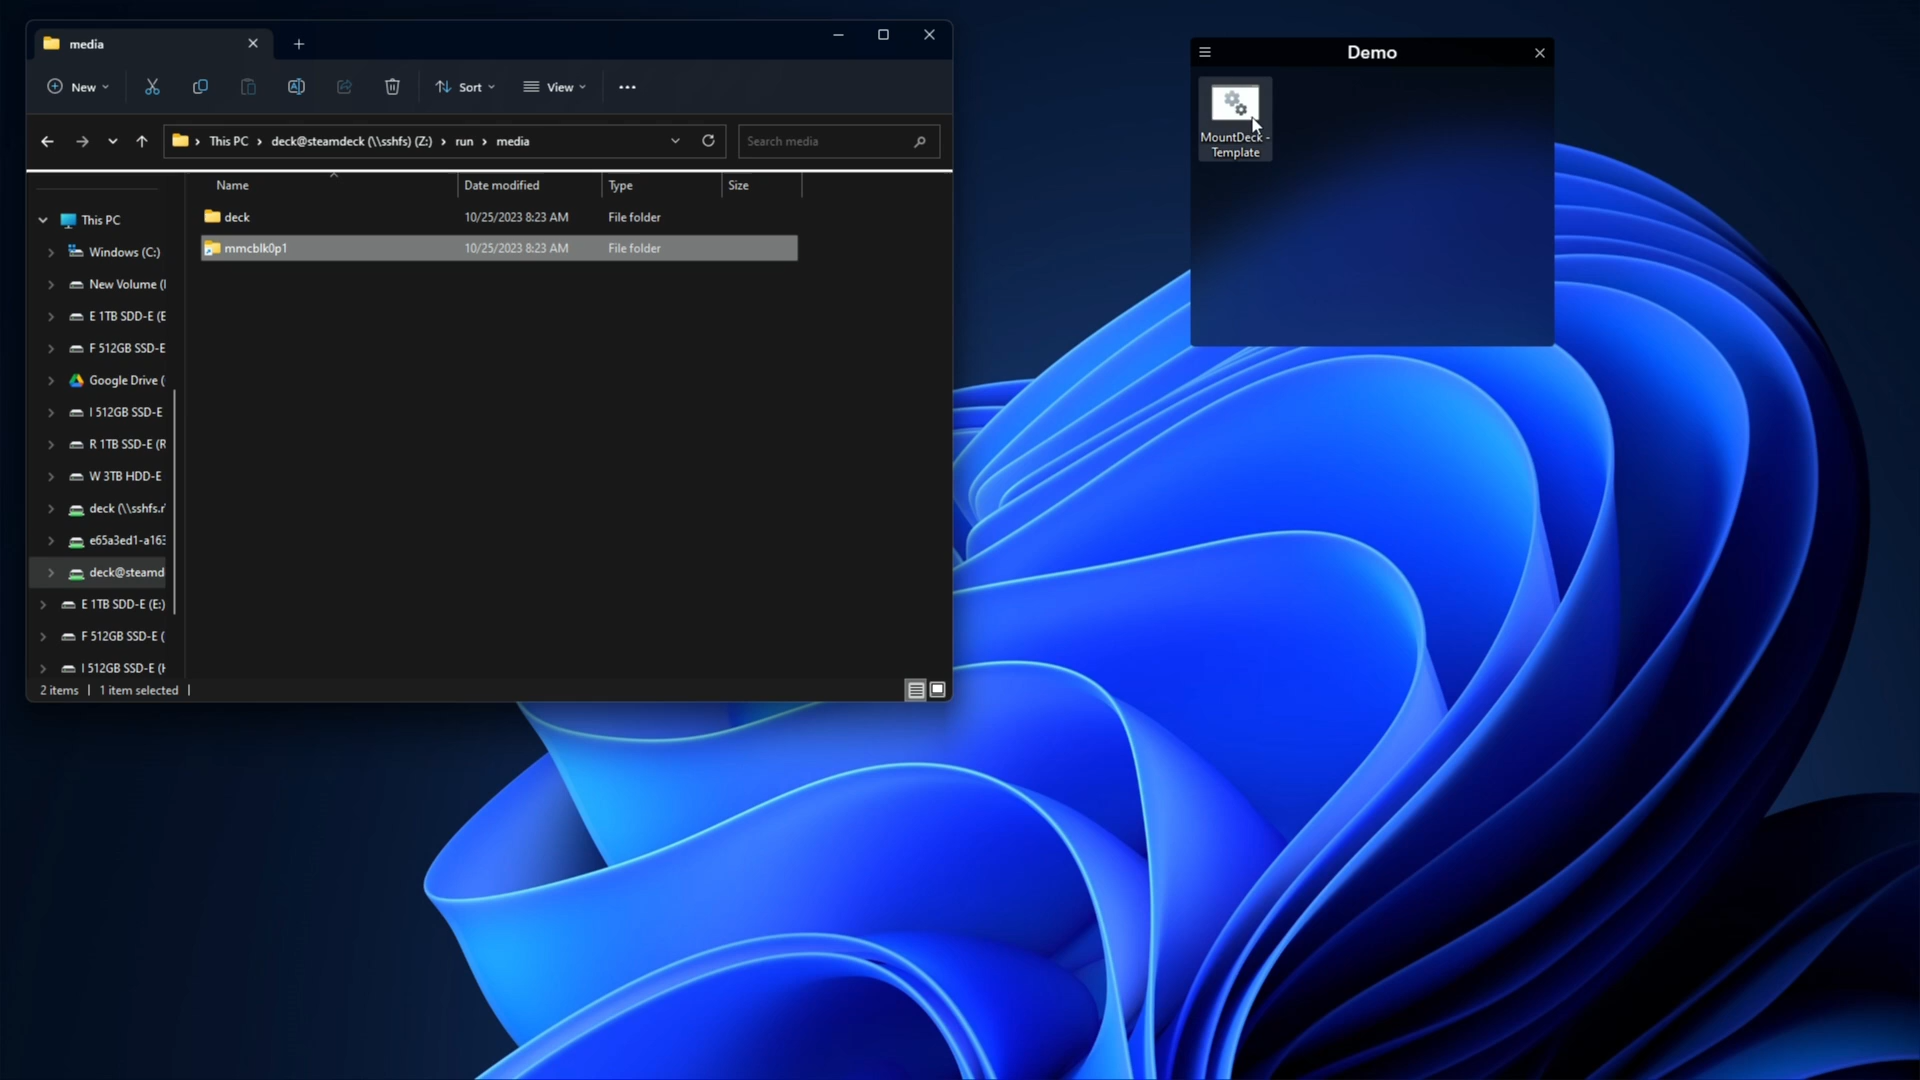 media
New
Sort
View
This PC > deck@steamdeck (\\sshfs) (Z:) > run > media
Search media
Name Date modified Type Size
deck 10/25/2023 8:23 AM File folder
mmcblk0p1 10/25/2023 8:23 AM File folder
This PC
Windows (C:)
New Volume (
E 1TB SDD-E (E
F 512GB SSD-E
Google Drive (
I 512GB SSD-E
R 1TB SSD-E (R
W 3TB HDD-E
deck (\\sshfs.r
e65a3ed1-a163
deck@steamd
E 1TB SDD-E (E:)
F 512GB SSD-E (
I 512GB SSD-E (
2 items | 1 item selected |
Demo
MountDeck -
Template